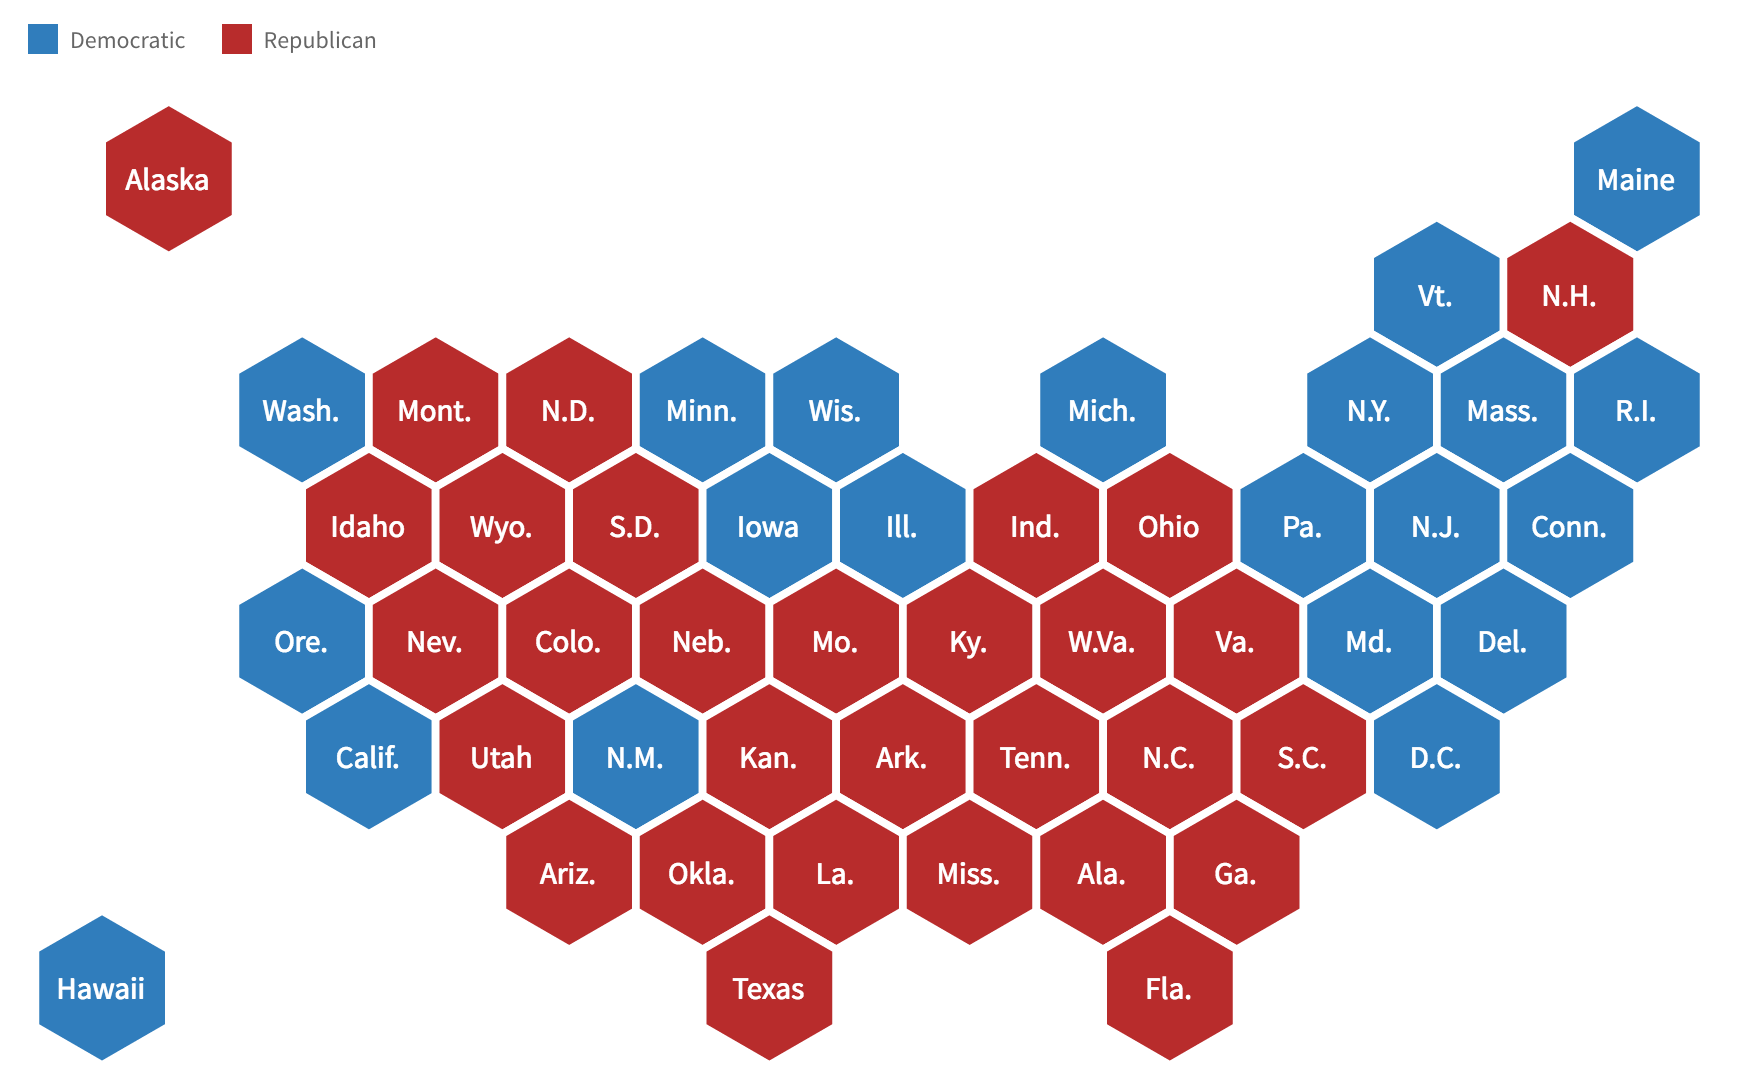 Democratic Republican
Alaska Maine
Vt. N.H.
Wash. Mont. N.D. Minn. Wis. Mich. N.Y. Mass. R.I.
Idaho Wyo. S.D. Iowa Ill. Ind. Ohio Pa. N.J. Conn.
Ore. Nev. Colo. Neb. Mo. Ky. W.Va. Va. Md. Del.
Calif. Utah N.M. Kan. Ark. Tenn. N.C. S.C. D.C.
Ariz. Okla. La. Miss. Ala. Ga.
Hawaii Texas Fla.